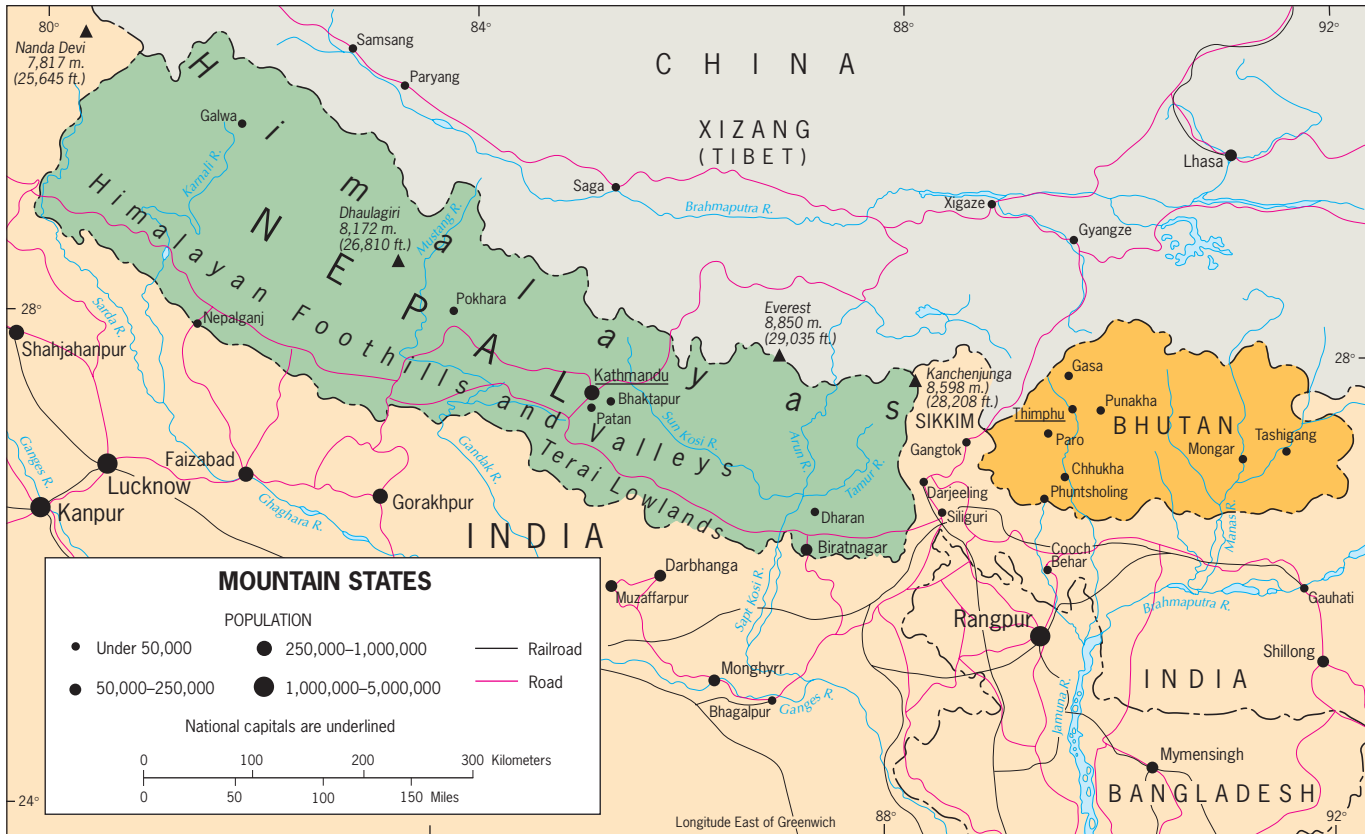 80°
84°
88°
92°
Nanda Devi
7,817 m.
(25,645 ft.)
Samsang
Paryang
CHINA
XIZANG
(TIBET)
Galwa
Karnali R.
Lhasa
Saga
Brahmaputra R.
Xigaze
Gyangze
Himalayas
NEPAL
Himalayan Foothills and Valleys
Terai Lowlands
Dhaulagiri
8,172 m.
(26,810 ft.)
Mustang R.
28°
Sarda R.
Nepalganj
Pokhara
Everest
8,850 m.
(29,035 ft.)
28°
Shahjahanpur
Kathmandu
Bhaktapur
Patan
Kanchenjunga
8,598 m.
(28,208 ft.)
SIKKIM
Gangtok
Gasa
Thimphu
Punakha
Paro
BHUTAN
Mongar
Tashigang
Chhukha
Phuntsholing
Sun Kosi R.
Arun R.
Tamur R.
Ganges R.
Lucknow
Faizabad
Kanpur
Ghaghara R.
Gorakhpur
Gandak R.
INDIA
Darjeeling
Siliguri
Dharan
Biratnagar
Manas R.
Cooch
Behar
Darbhanga
Muzaffarpur
Sapt Kosi R.
Brahmaputra R.
Gauhati
Rangpur
Shillong
Monghyrr
Bhagalpur
Ganges R.
INDIA
Jamuna R.
Mymensingh
BANGLADESH
MOUNTAIN STATES
POPULATION
Under 50,000
250,000–1,000,000
Railroad
50,000–250,000
1,000,000–5,000,000
Road
National capitals are underlined
0 100 200 300 Kilometers
0 50 100 150 Miles
24°
88°
92°
Longitude East of Greenwich